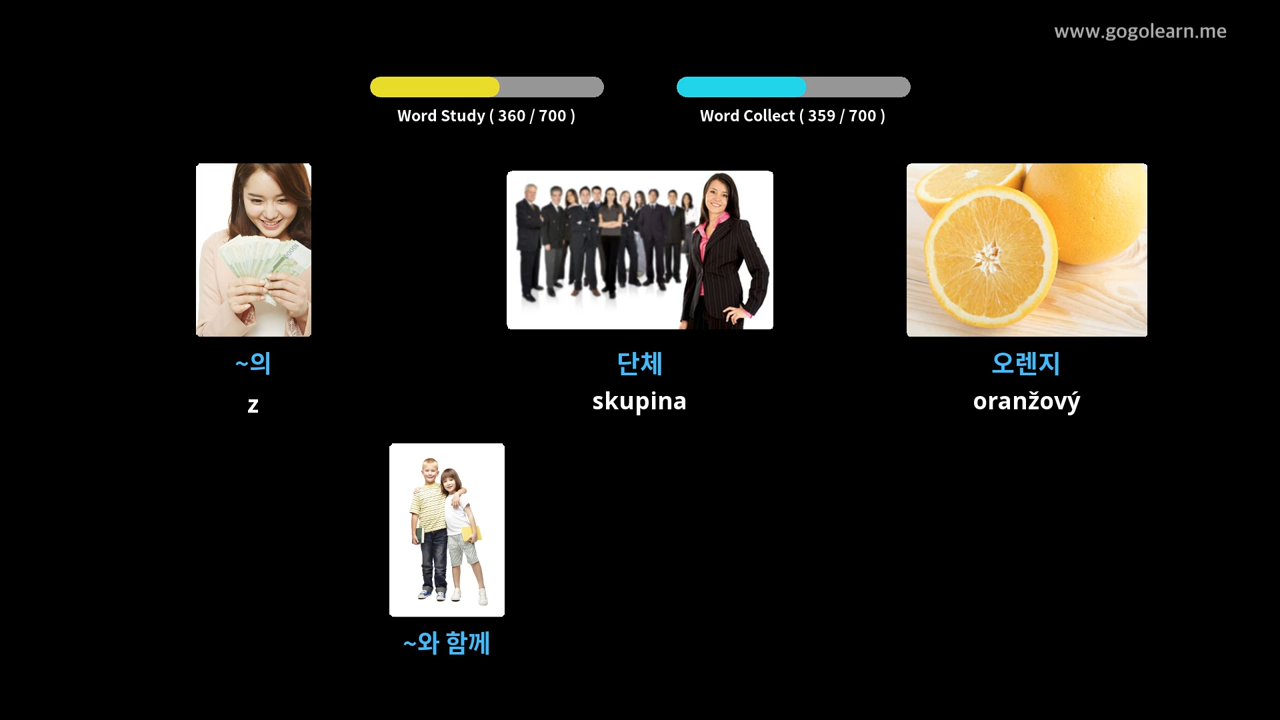 www.gogolearn.me
Word Study ( 360 / 700 )
Word Collect ( 359 / 700 )
~의
z
단체
skupina
오렌지
oranžový
~와 함께